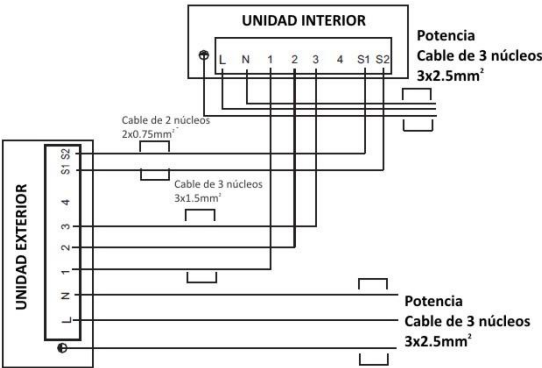 UNIDAD INTERIOR
L N 1 2 3 4 S1 S2
Potencia
Cable de 3 núcleos
3x2.5mm²
Cable de 2 núcleos
2x0.75mm²
Cable de 3 núcleos
3x1.5mm²
UNIDAD EXTERIOR
S2
S1
4
3
2
1
N
L
Potencia
Cable de 3 núcleos
3x2.5mm²